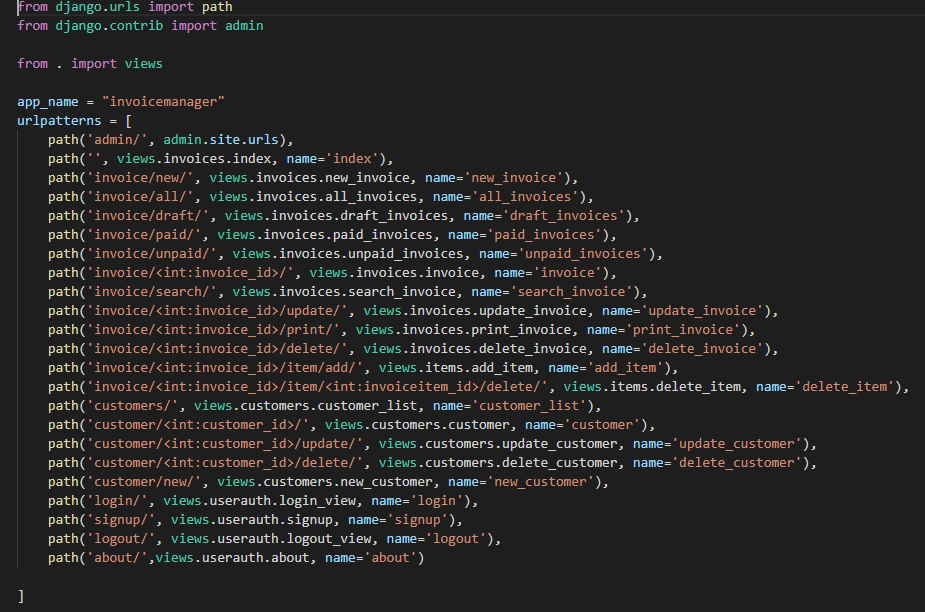 from django.urls import path
from django.contrib import admin
from . import views
app_name = "invoicemanager"
urlpatterns = [
path('admin/', admin.site.urls),
path('', views.invoices.index, name='index'),
path('invoice/new/', views.invoices.new_invoice, name='new_invoice'),
path('invoice/all/', views.invoices.all_invoices, name='all_invoices'),
path('invoice/draft/', views.invoices.draft_invoices, name='draft_invoices'),
path('invoice/paid/', views.invoices.paid_invoices, name='paid_invoices'),
path('invoice/unpaid/', views.invoices.unpaid_invoices, name='unpaid_invoices'),
path('invoice/<int:invoice_id>/', views.invoices.invoice, name='invoice'),
path('invoice/search/', views.invoices.search_invoice, name='search_invoice'),
path('invoice/<int:invoice_id>/update/', views.invoices.update_invoice, name='update_invoice'),
path('invoice/<int:invoice_id>/print/', views.invoices.print_invoice, name='print_invoice'),
path('invoice/<int:invoice_id>/delete/', views.invoices.delete_invoice, name='delete_invoice'),
path('invoice/<int:invoice_id>/item/add/', views.items.add_item, name='add_item'),
path('invoice/<int:invoice_id>/item/<int:invoiceitem_id>/delete/', views.items.delete_item, name='delete_item'),
path('customers/', views.customers.customer_list, name='customer_list'),
path('customer/<int:customer_id>/', views.customers.customer, name='customer'),
path('customer/<int:customer_id>/update/', views.customers.update_customer, name='update_customer'),
path('customer/<int:customer_id>/delete/', views.customers.delete_customer, name='delete_customer'),
path('customer/new/', views.customers.new_customer, name='new_customer'),
path('login/', views.userauth.login_view, name='login'),
path('signup/', views.userauth.signup, name='signup'),
path('logout/', views.userauth.logout_view, name='logout'),
path('about/',views.userauth.about, name='about')
]